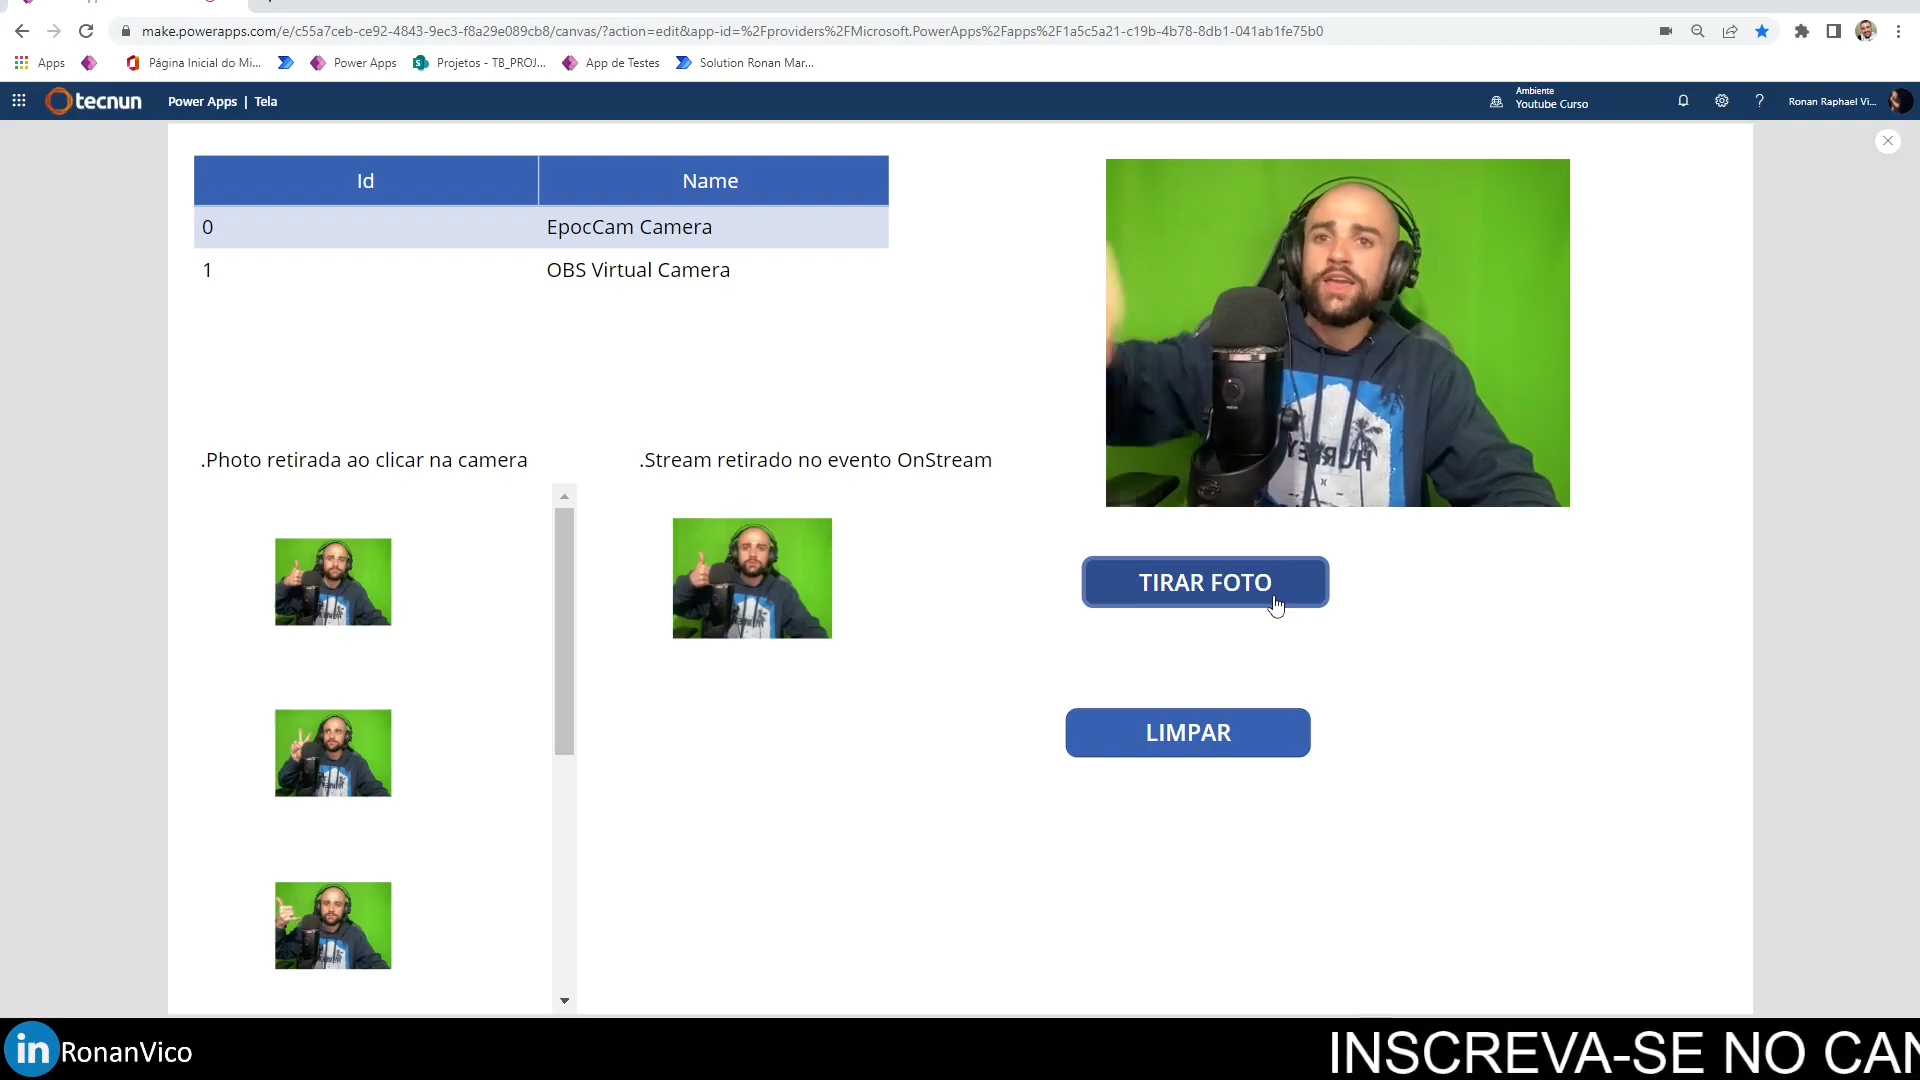 make.powerapps.com/e/c55a7ceb-ce92-4843-9ec3-f8a29e089cb8/canvas/?action=edit&app-id=%2Fproviders%2FMicrosoft.PowerApps%2Fapps%2F1a5c5a21-c19b-4b78-8db1-041ab1fe75b0
Apps Página Inicial do Mi... Power Apps Projetos - TB_PROJ... App de Testes Solution Ronan Mar...
tecnun Power Apps | Tela Ambiente
Youtube Curso ? Ronan Raphael Vi...
Id Name
0 EpocCam Camera
1 OBS Virtual Camera
.Photo retirada ao clicar na camera .Stream retirado no evento OnStream
TIRAR FOTO
LIMPAR
in RonanVico INSCREVA-SE NO CAN